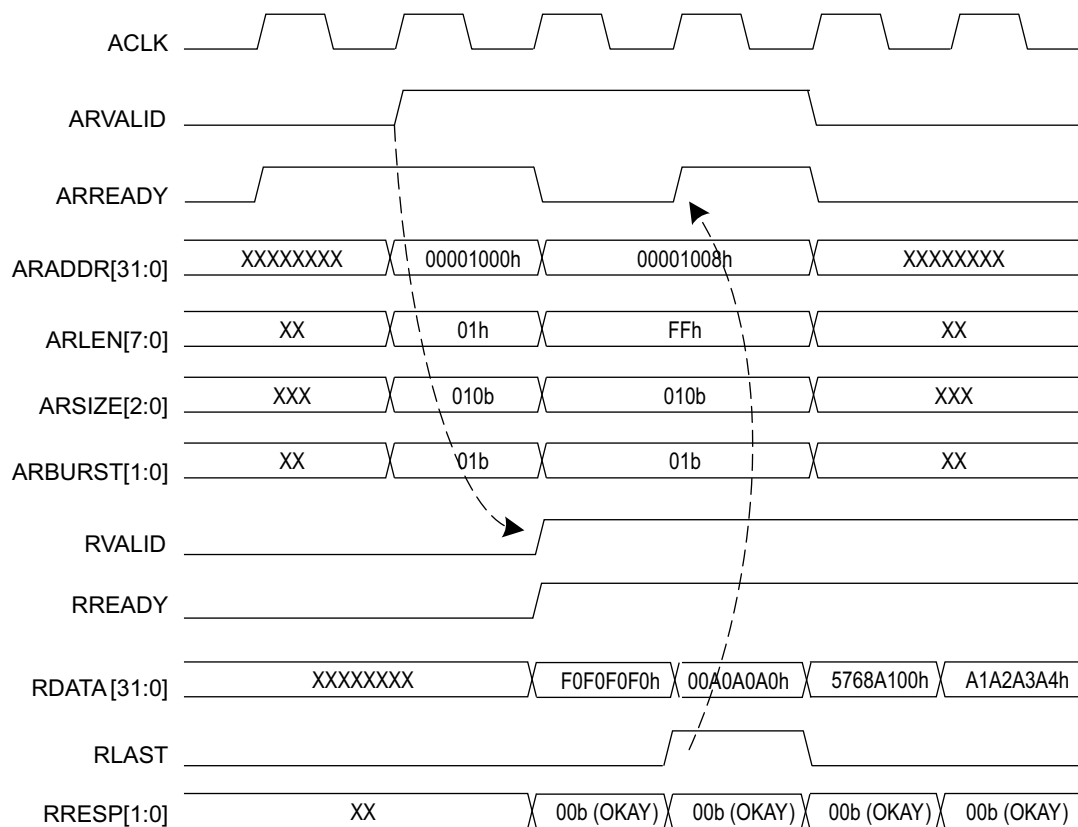 ACLK
ARVALID
ARREADY
ARADDR[31:0] XXXXXXXX 00001000h 00001008h XXXXXXXX
ARLEN[7:0] XX 01h FFh XX
ARSIZE[2:0] XXX 010b 010b XXX
ARBURST[1:0] XX 01b 01b XX
RVALID
RREADY
RDATA[31:0] XXXXXXXX F0F0F0F0h 00A0A0A0h 5768A100h A1A2A3A4h
RLAST
RRESP[1:0] XX 00b (OKAY) 00b (OKAY) 00b (OKAY) 00b (OKAY)